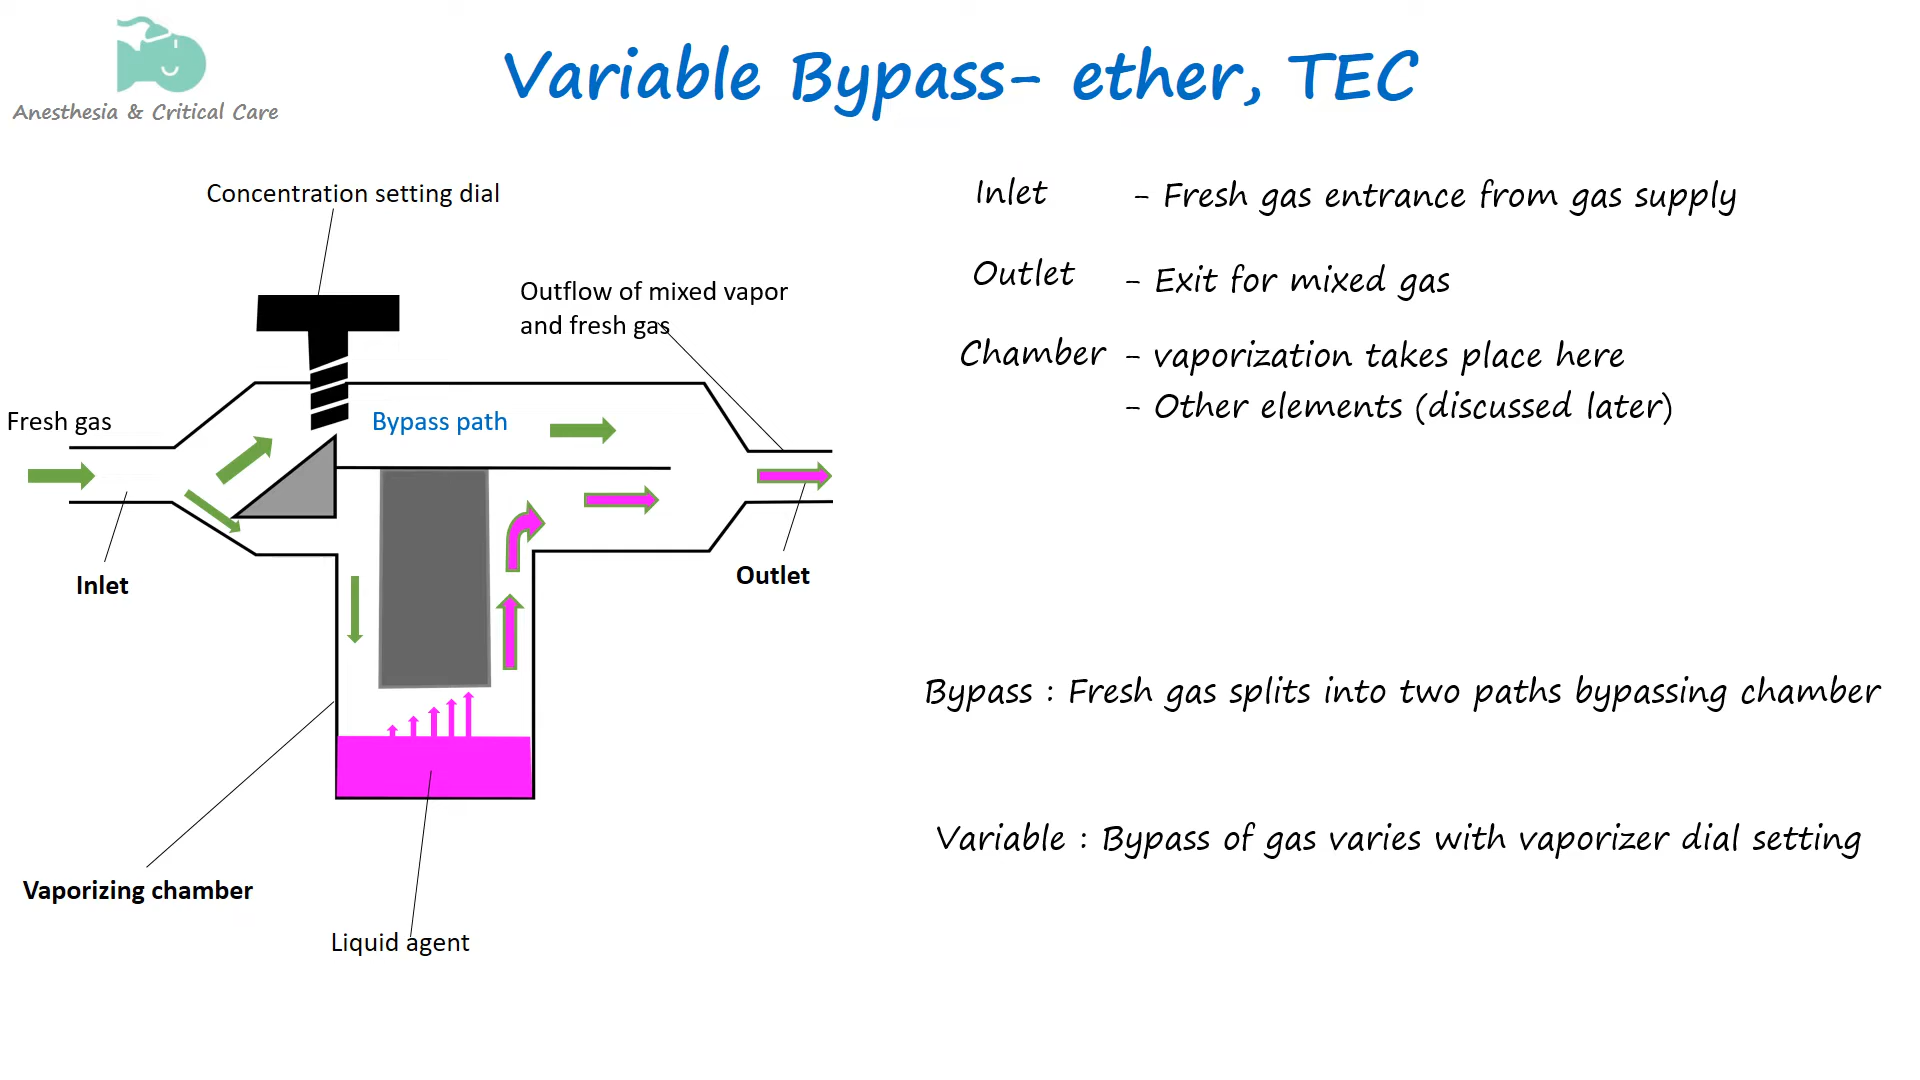 Anesthesia & Critical Care
Variable Bypass- ether, TEC
Concentration setting dial
Outflow of mixed vapor
and fresh gas
Fresh gas
Bypass path
Inlet
Outlet
Vaporizing chamber
Liquid agent
Inlet - Fresh gas entrance from gas supply
Outlet - Exit for mixed gas
Chamber - vaporization takes place here
- Other elements (discussed later)
Bypass : Fresh gas splits into two paths bypassing chamber
Variable : Bypass of gas varies with vaporizer dial setting